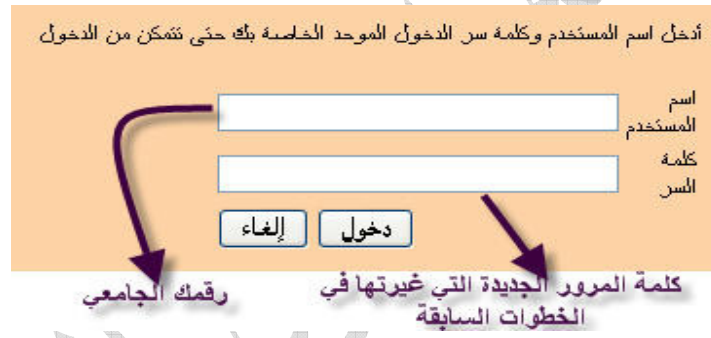 أدخل اسم المستخدم وكلمة سر الدخول الموحد الخاصة بك حتى تتمكن من الدخول
اسم
المستخدم
كلمة
السر
دخول إلغاء
رقمك الجامعي
كلمة المرور الجديدة التي غيرتها في
الخطوات السابقة